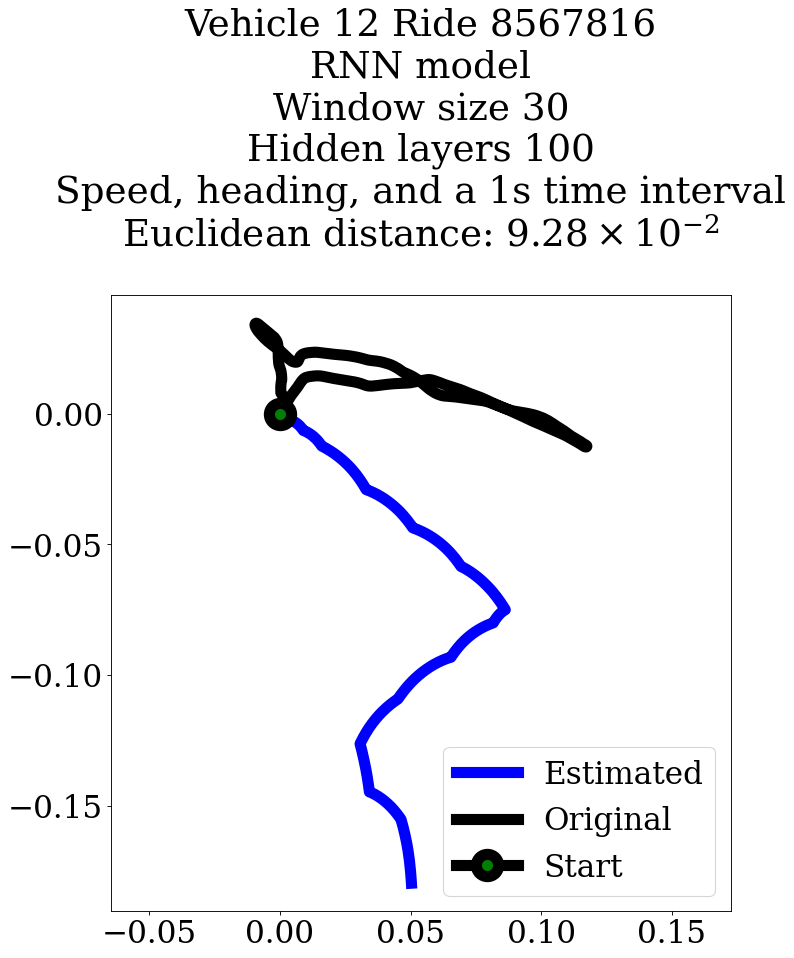 Vehicle 12 Ride 8567816
RNN model
Window size 30
Hidden layers 100
Speed, heading, and a 1s time interval
Euclidean distance: 9.28 × 10⁻²
0.00
−0.05
−0.10
−0.15
Estimated
Original
Start
−0.05 0.00 0.05 0.10 0.15